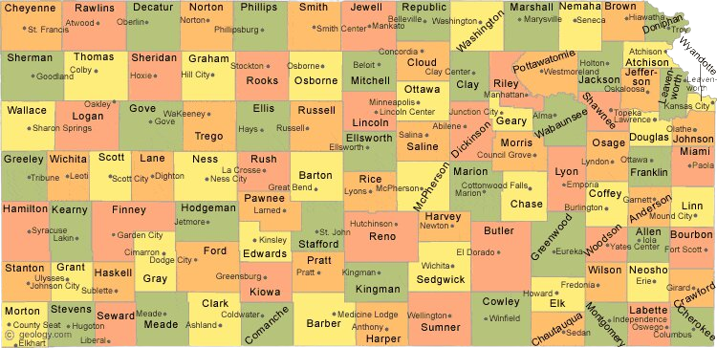 Cheyenne
St. Francis
Rawlins
Atwood
Decatur
Oberlin
Norton
Norton
Phillips
Phillipsburg
Smith
Smith Center
Jewell
Mankato
Republic
Belleville
Washington
Washington
Marshall
Marysville
Nemaha
Seneca
Brown
Hiawatha
Doniphan
Troy
Wyandotte
Sherman
Goodland
Thomas
Colby
Sheridan
Hoxie
Graham
Hill City
Stockton
Rooks
Osborne
Osborne
Beloit
Mitchell
Concordia
Cloud
Clay Center
Clay
Riley
Manhattan
Pottawatomie
Westmoreland
Holton
Jackson
Atchison
Atchison
Jeffer-
son
Oskaloosa
Leaven-
worth
Leaven-
wort
Kansas City
Wallace
Sharon Springs
Oakley
Logan
Gove
Gove
WaKeeney
Trego
Ellis
Hays
Russell
Russell
Minneapolis
Lincoln Center
Lincoln
Ottawa
Salina
Saline
Abilene
Dickinson
Junction City
Geary
Alma
Wabaunsee
Shawnee
Topeka
Lawrence
Douglas
Olathe
Johnson
Ellsworth
Ellsworth
Morris
Council Grove
Osage
Lyndon
Ottawa
Franklin
Miami
Paola
Greeley
Tribune
Wichita
Leoti
Scott
Scott City
Lane
Dighton
Ness
Ness City
La Crosse
Rush
Great Bend
Barton
Rice
Lyons
McPherson
McPherson
Marion
Marion
Cottonwood Falls
Chase
Lyon
Emporia
Coffey
Burlington
Garnett
Anderson
Mound City
Linn
Hamilton
Syracuse
Kearny
Lakin
Finney
Garden City
Hodgeman
Jetmore
Pawnee
Larned
Kinsley
Edwards
St. John
Stafford
Hutchinson
Reno
Harvey
Newton
Butler
El Dorado
Greenwood
Eureka
Woodson
Yates Center
Allen
Iola
Bourbon
Fort Scott
Stanton
Johnson City
Grant
Ulysses
Haskell
Sublette
Cimarron
Gray
Dodge City
Ford
Greensburg
Kiowa
Pratt
Pratt
Kingman
Kingman
Wichita
Sedgwick
Howard
Elk
Wilson
Fredonia
Neosho
Erie
Girard
Crawford
Morton
County Seat
Elkhart
Stevens
Hugoton
Seward
Liberal
Meade
Meade
Clark
Ashland
Coldwater
Comanche
Medicine Lodge
Barber
Anthony
Harper
Wellington
Sumner
Cowley
Winfield
Chautauqua
Sedan
Montgomery
Independence
Labette
Oswego
Columbus
Cherokee
© geology.com